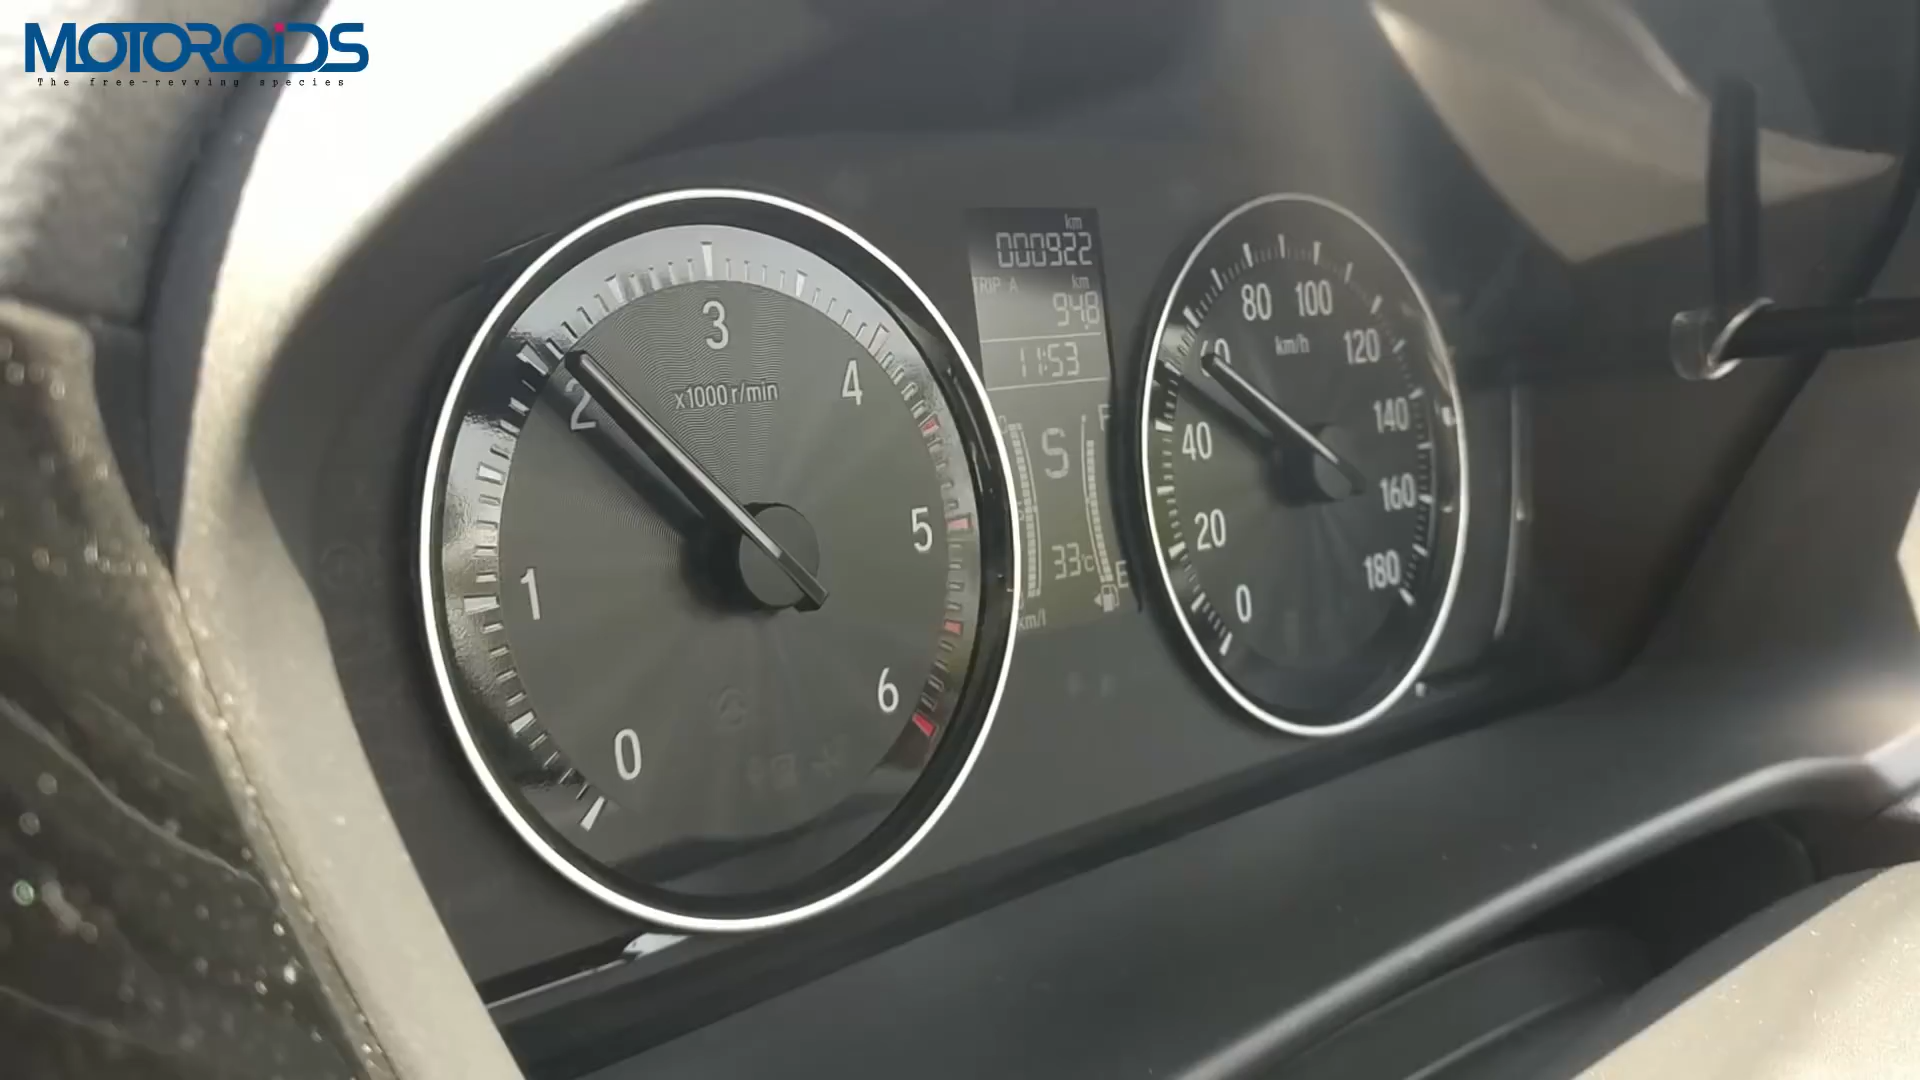 MOTOROIDS
The free-revving species
3
2
4
x1000 r/min
1
5
0
6
km
000922
TRIP A
km
94.8
11:53
F
S
33°C
E
km/l
80 100
60
120
km/h
40
140
20
160
0
180